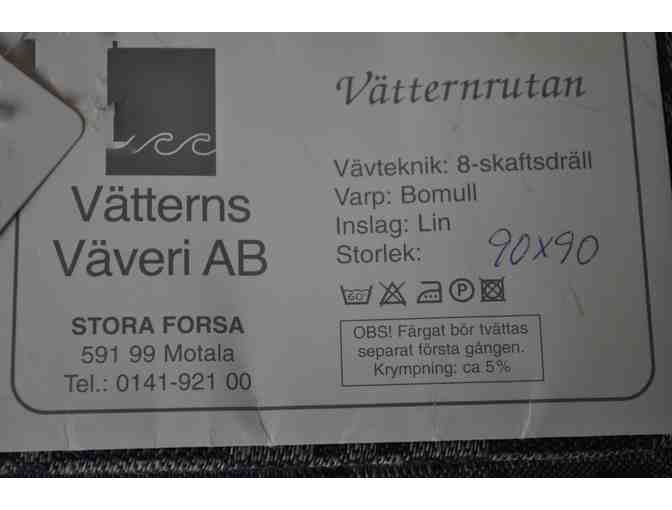 Vätterns
Väveri AB
STORA FORSA
591 99 Motala
Tel.: 0141-921 00
Vätternrutan
Vävteknik: 8-skaftsdräll
Varp: Bomull
Inslag: Lin
Storlek: 90x90
60
P
OBS! Färgat bör tvättas
separat första gången.
Krympning: ca 5%